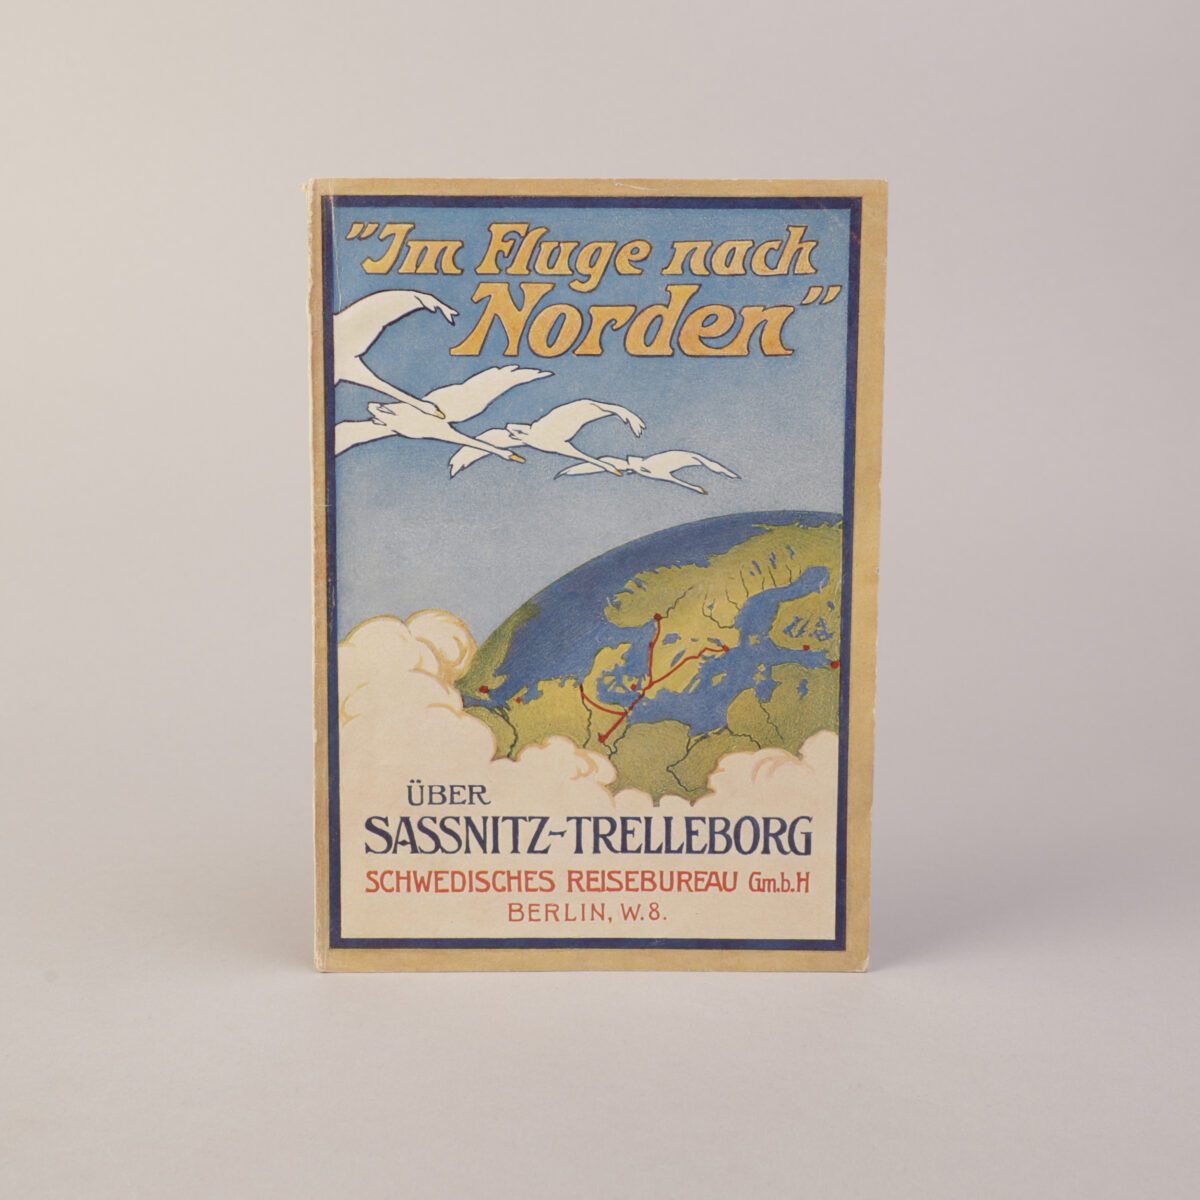 "Im Fluge nach
Norden"
ÜBER
SASSNITZ-TRELLEBORG
SCHWEDISCHES REISEBUREAU G.m.b.H
BERLIN, W.8.